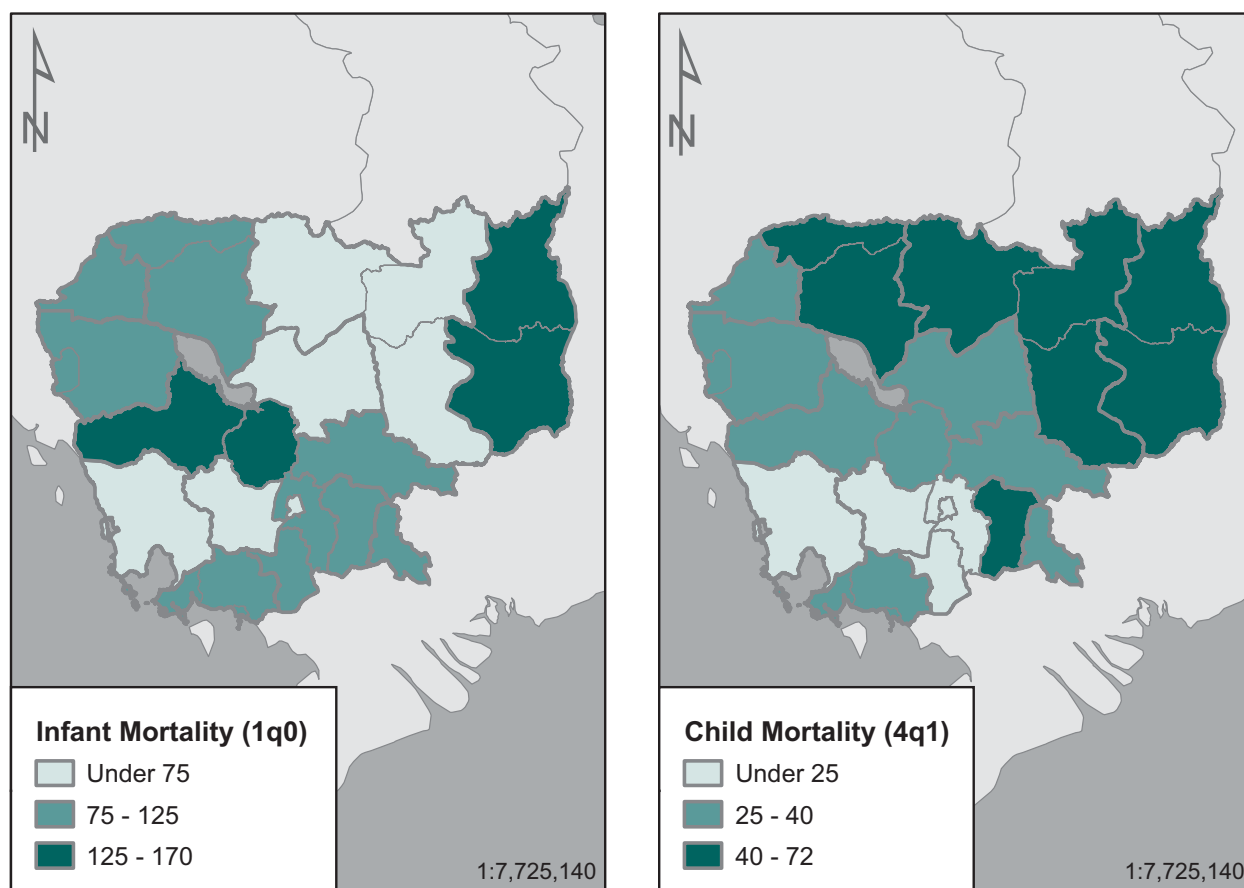 N
Infant Mortality (1q0)
Under 75
75 - 125
125 - 170
1:7,725,140
N
Child Mortality (4q1)
Under 25
25 - 40
40 - 72
1:7,725,140